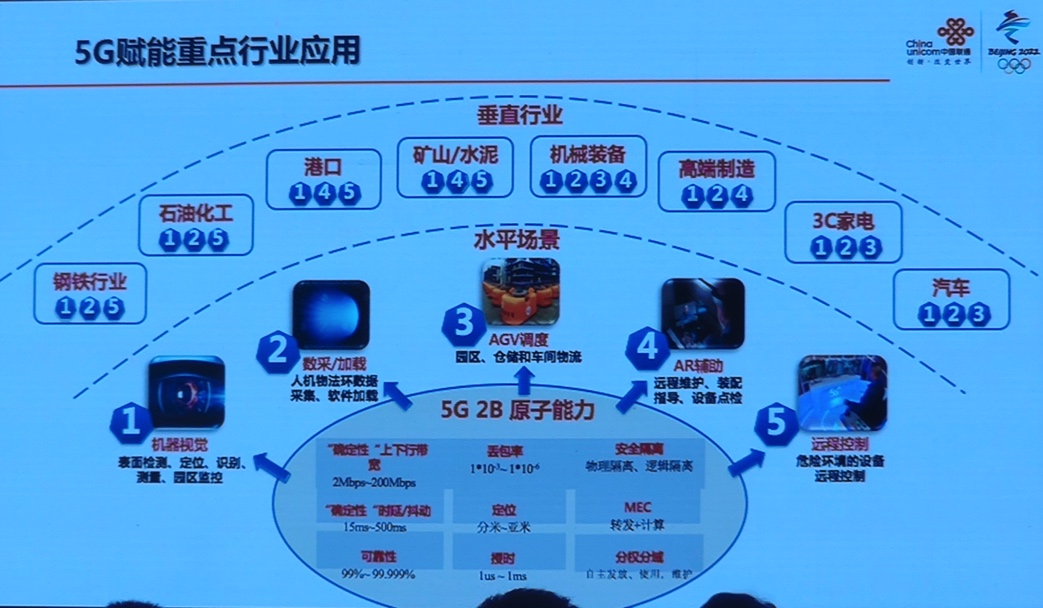 5G赋能重点行业应用
China
unicom中国联通
创新·改变世界
BEIJING 2022
垂直行业
港口
1 4 5
矿山/水泥
1 4 5
机械装备
1 2 3 4
高端制造
1 2 4
石油化工
1 2 5
3C家电
1 2 3
钢铁行业
1 2 5
汽车
1 2 3
水平场景
1
机器视觉
表面检测、定位、识别、
测量、园区监控
2
数采/加载
人机物法环数据
采集、软件加载
3
AGV调度
园区、仓储和车间物流
4
AR辅助
远程维护、装配
指导、设备点检
5
远程控制
危险环境的设备
远程控制
5G 2B 原子能力
"确定性"上下行带
宽
2Mbps~200Mbps
丢包率
1*10⁻³~1*10⁻⁶
安全隔离
物理隔离、逻辑隔离
"确定性"时延/抖动
15ms~500ms
定位
分米~亚米
MEC
转发+计算
可靠性
99%~99.999%
授时
1us~1ms
分权分域
自主发放、使用、维护